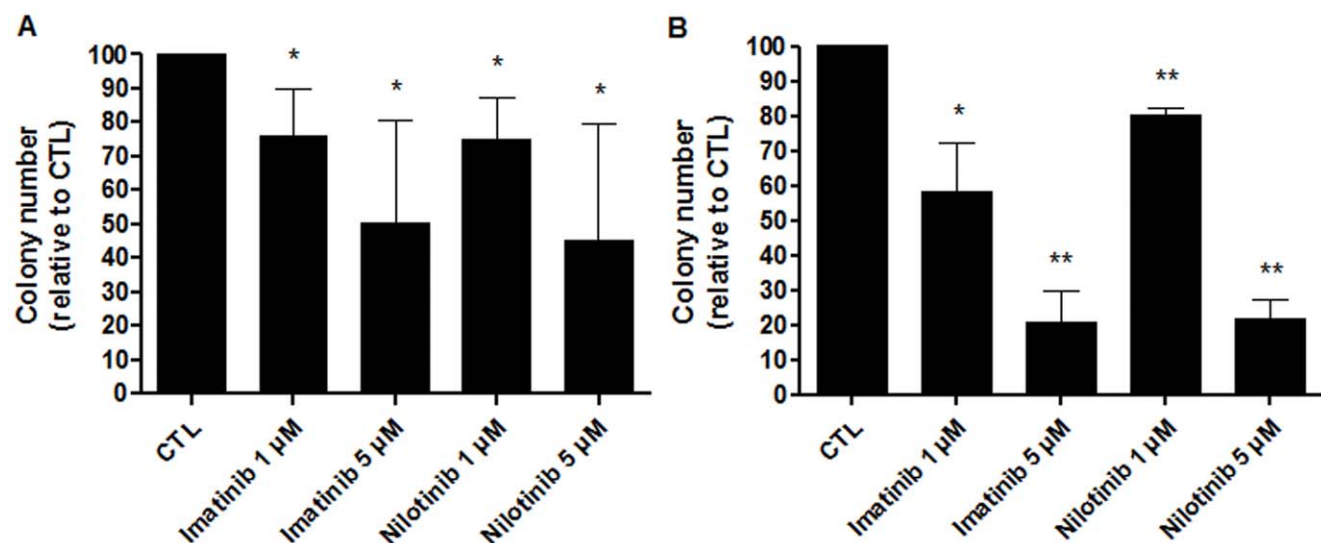 A
Colony number
(relative to CTL)
100
90
80
70
60
50
40
30
20
10
0
*
*
*
*
CTL
Imatinib 1 µM
Imatinib 5 µM
Nilotinib 1 µM
Nilotinib 5 µM
B
Colony number
(relative to CTL)
100
90
80
70
60
50
40
30
20
10
0
*
**
**
**
CTL
Imatinib 1 µM
Imatinib 5 µM
Nilotinib 1 µM
Nilotinib 5 µM